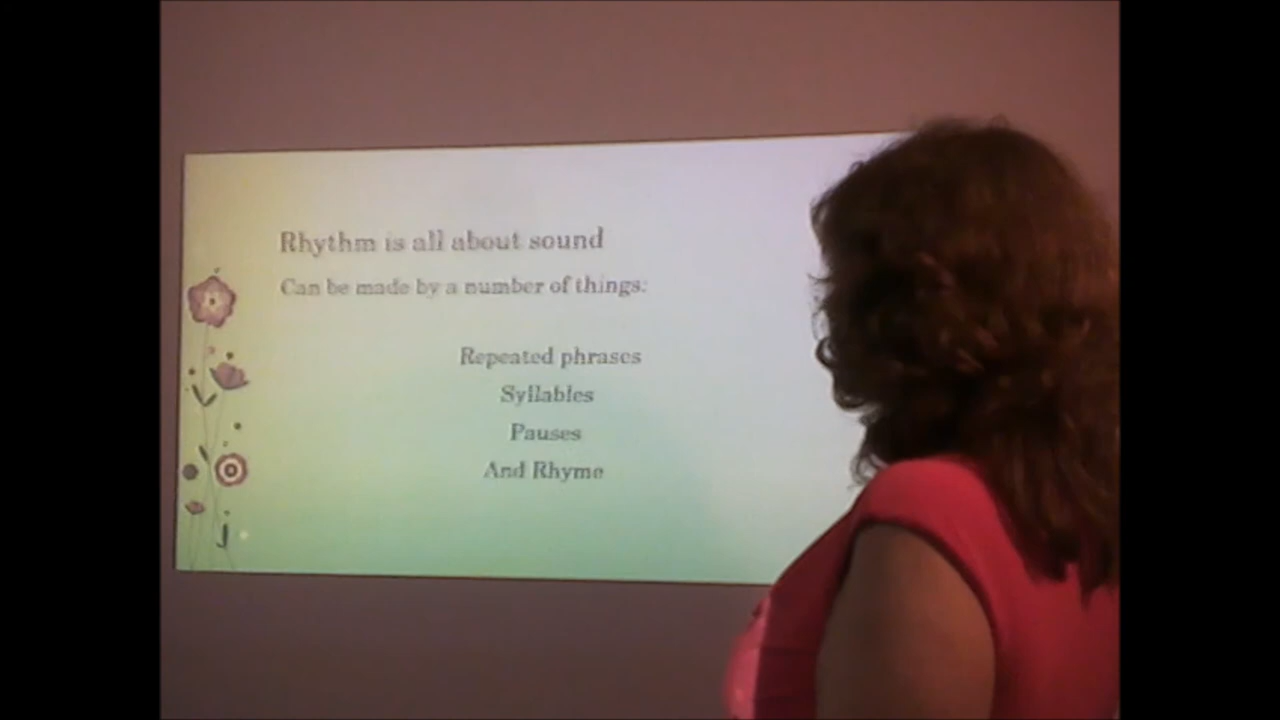 Rhythm is all about sound
Can be made by a number of things:
Repeated phrases
Syllables
Pauses
And Rhyme